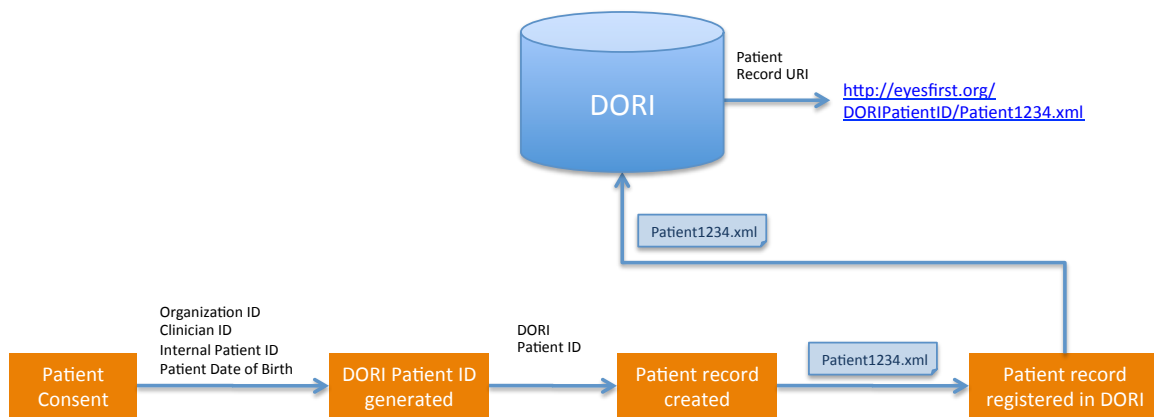 Patient
Record URI
http://eyesfirst.org/
DORIPatientID/Patient1234.xml
DORI
Patient1234.xml
Organization ID
Clinician ID
Internal Patient ID
Patient Date of Birth
DORI
Patient ID
Patient1234.xml
Patient
Consent
DORI Patient ID
generated
Patient record
created
Patient record
registered in DORI